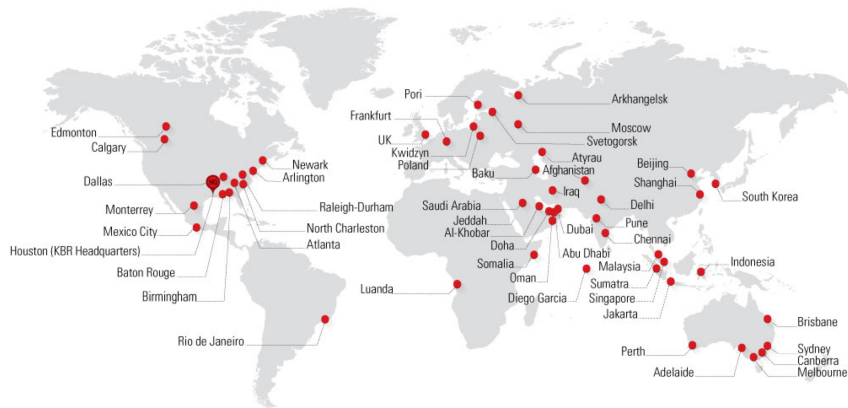 Edmonton
Calgary
Dallas
Monterrey
Mexico City
Houston (KBR Headquarters)
Baton Rouge
Birmingham
Rio de Janeiro
Newark
Arlington
Raleigh-Durham
North Charleston
Atlanta
Pori
Frankfurt
UK
Kwidzyn
Poland
Baku
Arkhangelsk
Moscow
Svetogorsk
Atyrau
Afghanistan
Iraq
Saudi Arabia
Jeddah
Al-Khobar
Doha
Somalia
Oman
Diego Garcia
Luanda
Dubai
Abu Dhabi
Delhi
Pune
Chennai
Beijing
Shanghai
South Korea
Malaysia
Sumatra
Singapore
Jakarta
Indonesia
Perth
Adelaide
Brisbane
Sydney
Canberra
Melbourne